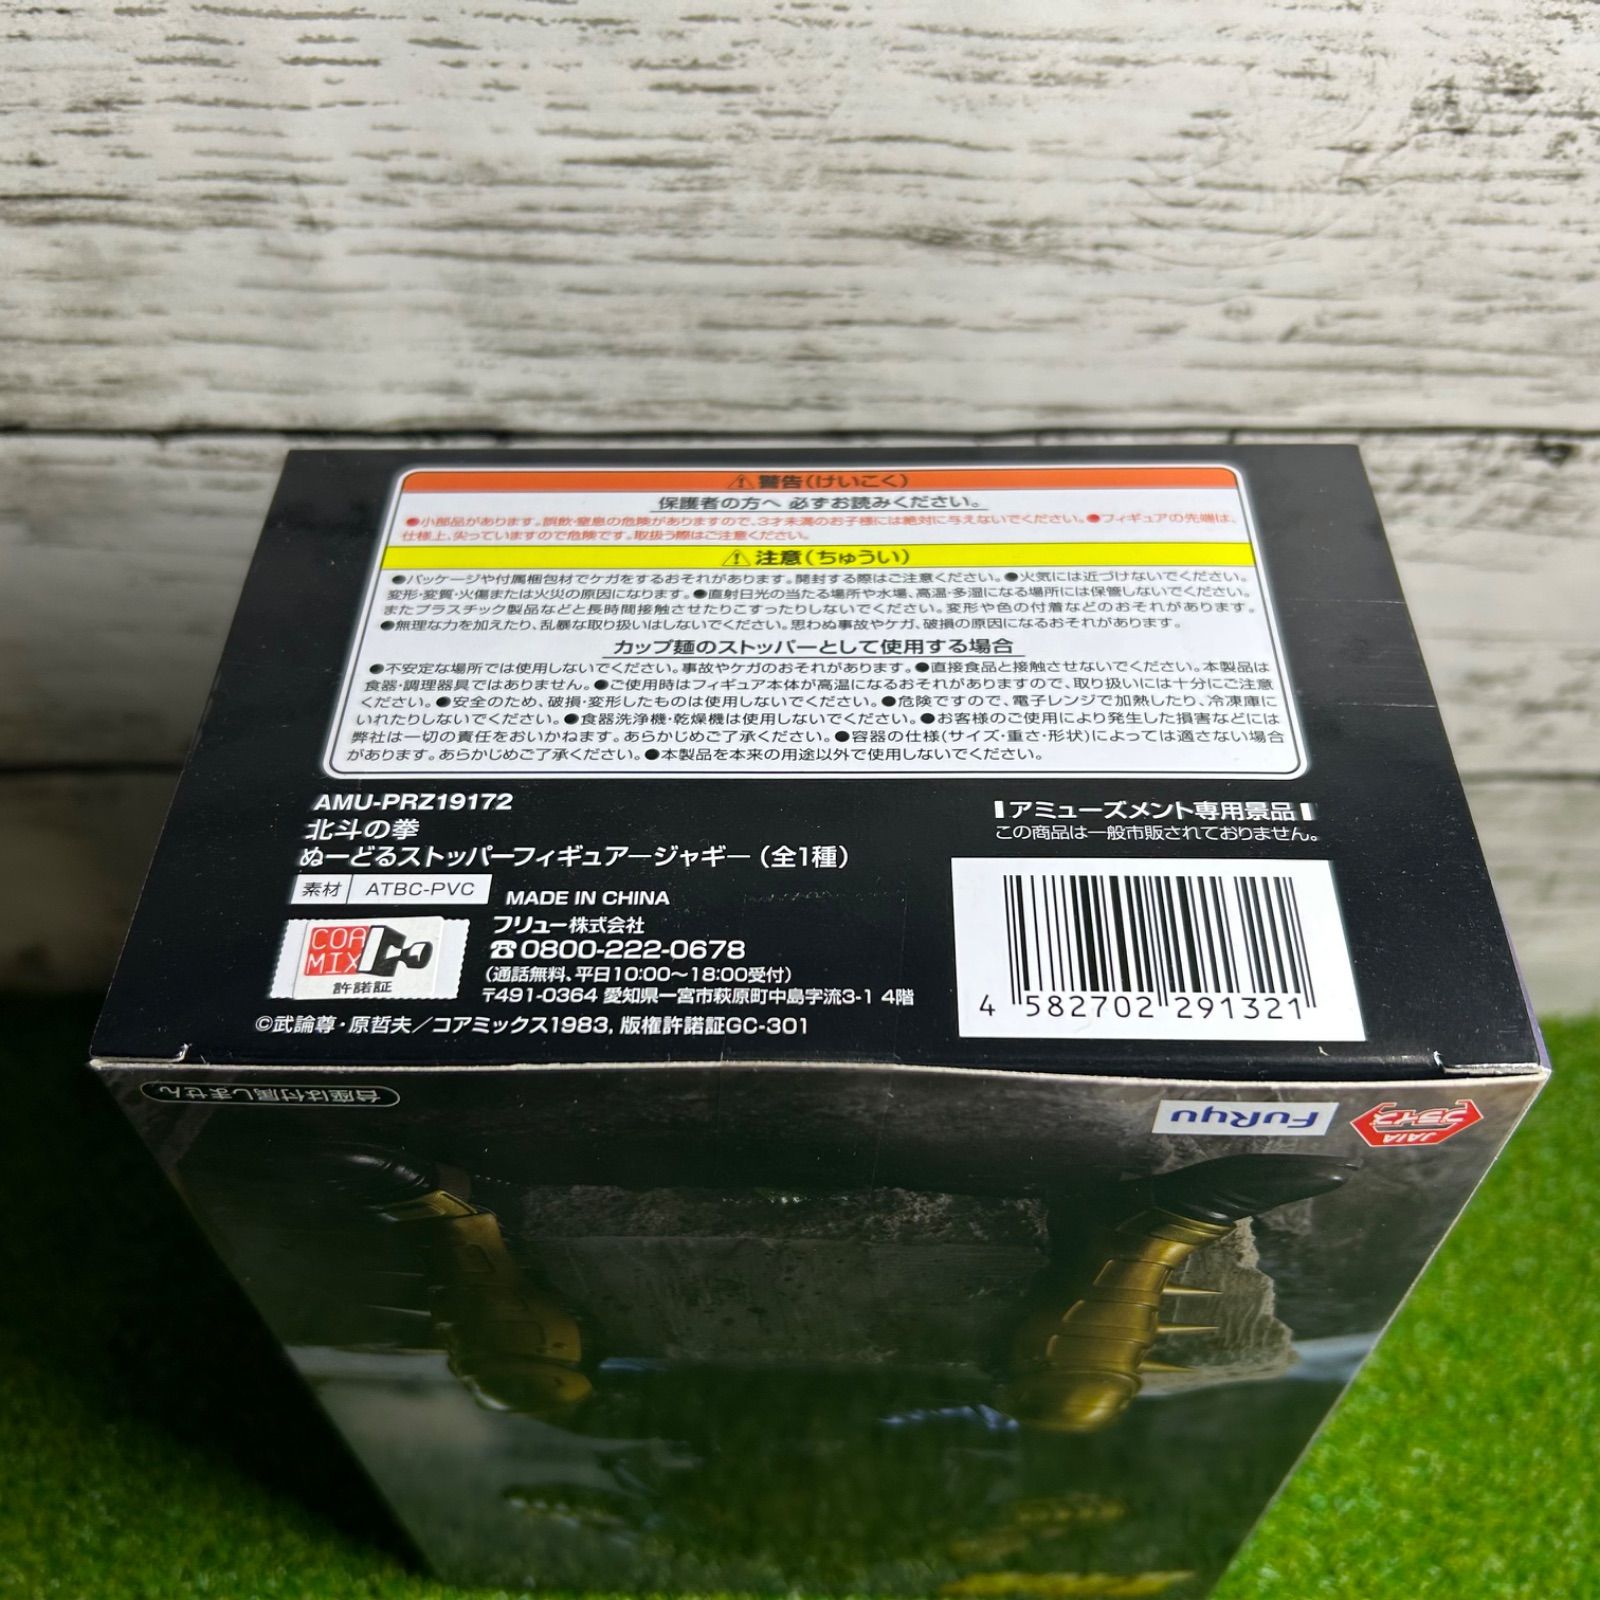 ⚠警告(けいこく)
保護者の方へ 必ずお読みください。
●小部品があります。誤飲・窒息の危険がありますので、3才未満のお子様には絶対に与えないでください。●フィギュアの先端は、
仕様上、尖っていますので危険です。取扱う際はご注意ください。
⚠注意(ちゅうい)
●パッケージや付属梱包材でケガをするおそれがあります。開封する際はご注意ください。●火気には近づけないでください。
変形・変質・火傷または火災の原因になります。●直射日光の当たる場所や水場、高温・多湿になる場所には保管しないでください。
またプラスチック製品などと長時間接触させたりこすったりしないでください。変形や色の付着などのおそれがあります。
●無理な力を加えたり、乱暴な取り扱いはしないでください。思わぬ事故やケガ、破損の原因になるおそれがあります。
カップ麺のストッパーとして使用する場合
●不安定な場所では使用しないでください。事故やケガのおそれがあります。●直接食品と接触させないでください。本製品は
食器・調理器具ではありません。●ご使用時はフィギュア本体が高温になるおそれがありますので、取り扱いには十分にご注意
ください。●安全のため、破損・変形したものは使用しないでください。●危険ですので、電子レンジで加熱したり、冷凍庫に
いれたりしないでください。●食器洗浄機・乾燥機は使用しないでください。●お客様のご使用により発生した損害などには
弊社は一切の責任をおいかねます。あらかじめご了承ください。●容器の仕様(サイズ・重さ・形状)によっては適さない場合
があります。あらかじめご了承ください。●本製品を本来の用途以外で使用しないでください。
AMU-PRZ19172
北斗の拳
ぬーどるストッパーフィギュアージャギー(全1種)
素材 ATBC-PVC
MADE IN CHINA
フリュー株式会社
☎0800-222-0678
(通話無料、平日10:00〜18:00受付)
〒491-0364 愛知県一宮市萩原町中島字流3-1 4階
COA
MIX
許諾証
©武論尊・原哲夫/コアミックス1983, 版権許諾証GC-301
アミューズメント専用景品
この商品は一般市販されておりません。
4 582702 291321
台座は付属しません
FuRyu
JAIA
プライズ